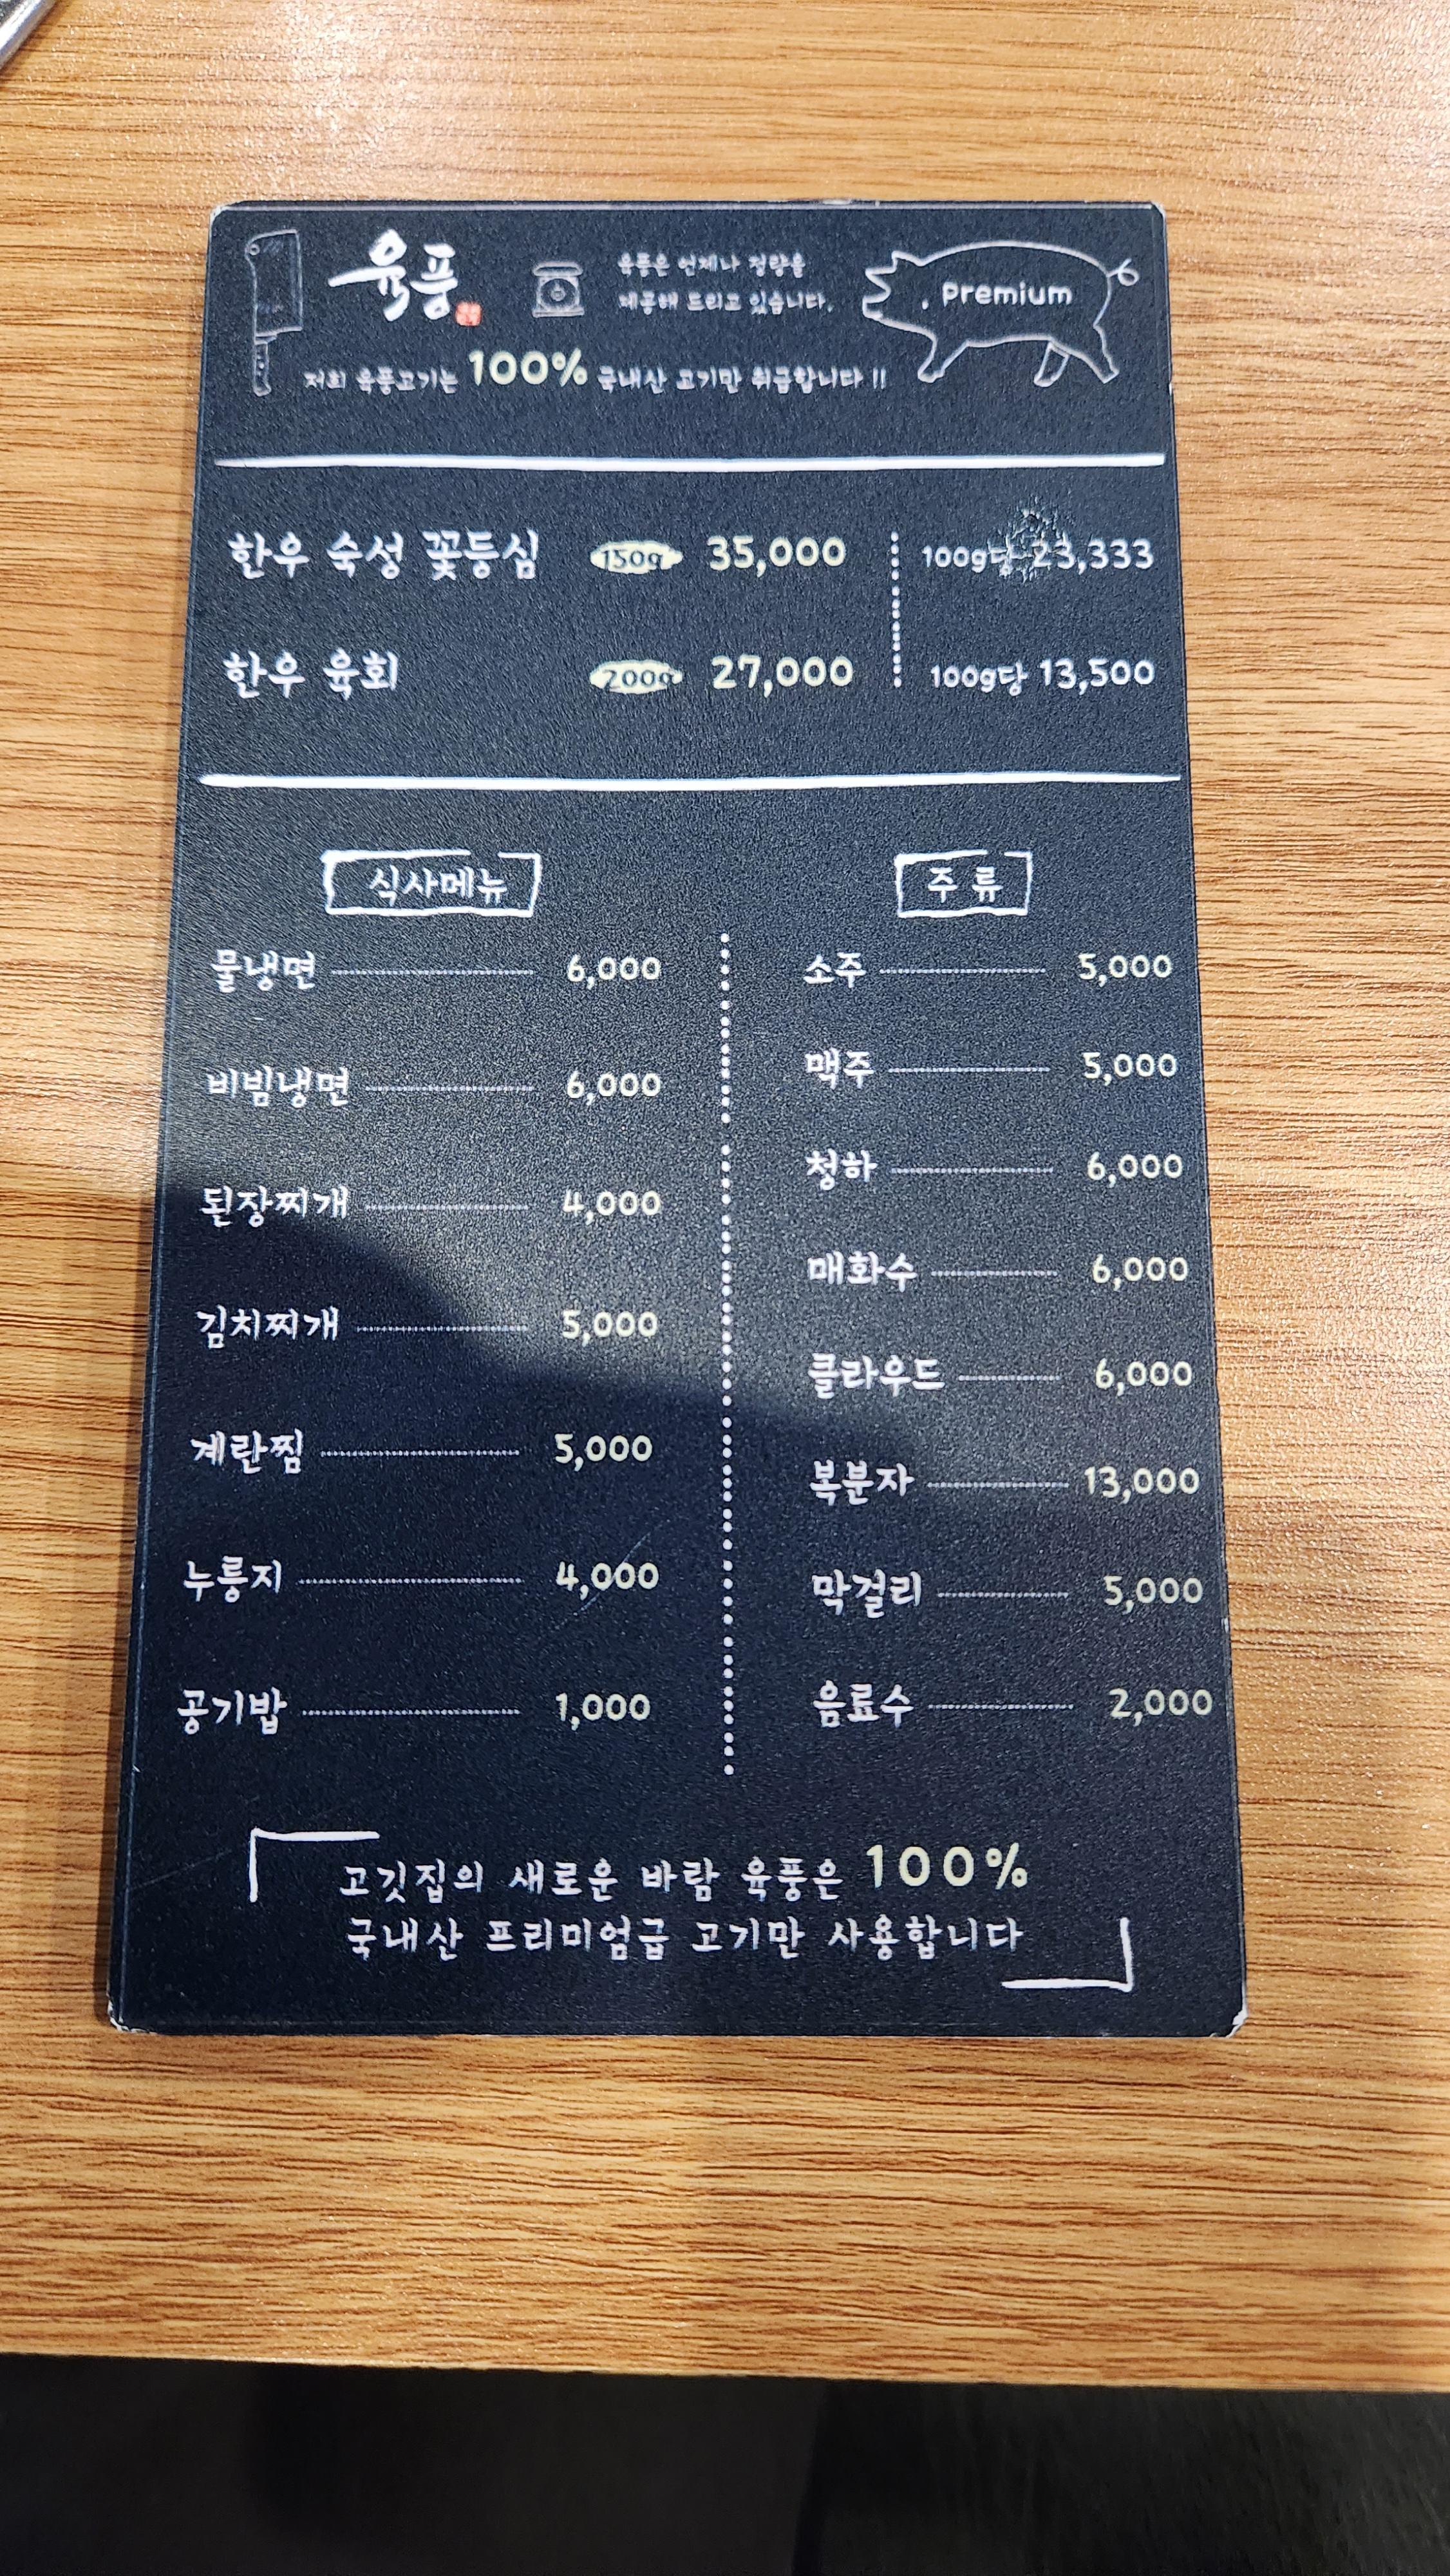 육풍
육풍은 언제나 정량을
제공해 드리고 있습니다.
premium
저희 육풍고기는 100% 국내산 고기만 취급합니다 !!
한우 숙성 꽃등심 150g 35,000 100g당 23,333
한우 육회 200g 27,000 100g당 13,500
식사메뉴
물냉면 6,000
비빔냉면 6,000
된장찌개 4,000
김치찌개 5,000
계란찜 5,000
누룽지 4,000
공기밥 1,000
주류
소주 5,000
맥주 5,000
청하 6,000
매화수 6,000
클라우드 6,000
복분자 13,000
막걸리 5,000
음료수 2,000
고깃집의 새로운 바람 육풍은 100%
국내산 프리미엄급 고기만 사용합니다